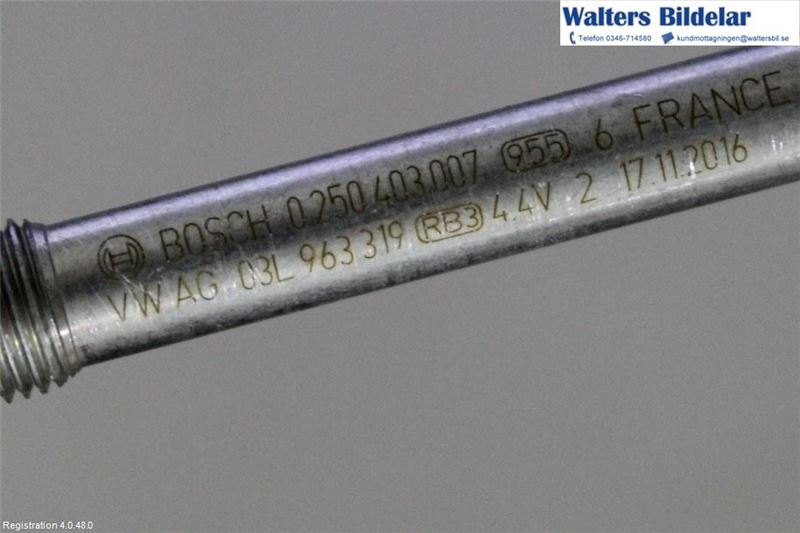 Walters Bildelar
Telefon 0346-714580 kundmottagningen@waltersbil.se
BOSCH 0 250 403 007 955 6 FRANCE
VW AG 03L 963 319 RB3 4.4V 2 17.11.2016
Registration 4.0.48.0